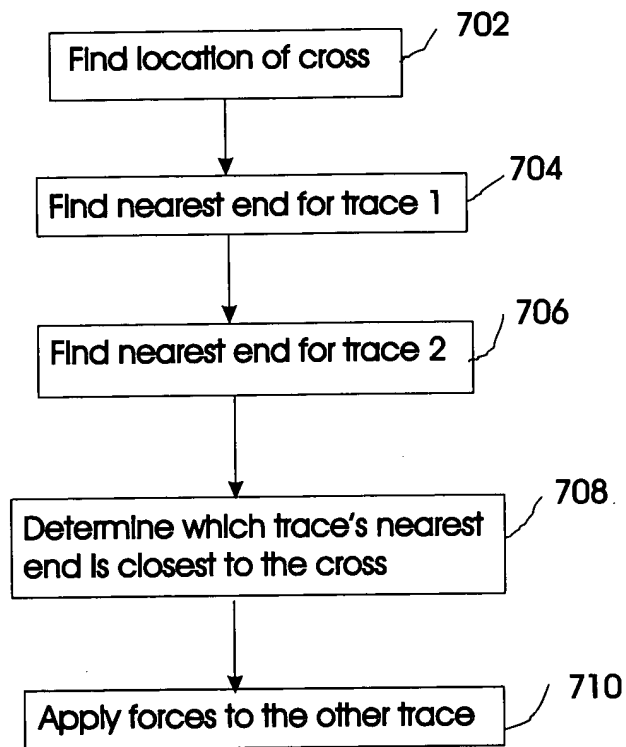 702
Find location of cross
704
Find nearest end for trace 1
706
Find nearest end for trace 2
708
Determine which trace's nearest
end is closest to the cross
710
Apply forces to the other trace